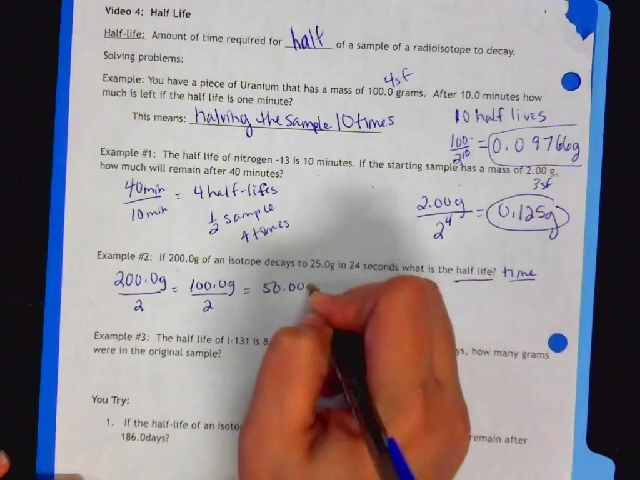 Video 4: Half Life
Half-life: Amount of time required for half of a sample of a radioisotope to decay.
Solving problems:
4sf
Example: You have a piece of Uranium that has a mass of 100.0 grams. After 10.0 minutes how
much is left if the half life is one minute?
10 half lives
This means: halving the sample 10 times
100. / 2^10 = 0.09766g
Example #1: The half life of nitrogen -13 is 10 minutes. If the starting sample has a mass of 2.00 g,
how much will remain after 40 minutes?
3sf
40min / 10min = 4 half-lifes
1/2 sample
4 times
2.00g / 2^4 = 0.125g
Example #2: If 200.0g of an isotope decays to 25.0g in 24 seconds what is the half life? time
200.0g / 2 = 100.0g / 2 = 50.00
Example #3: The half life of I-131 is 8 ys, how many grams
were in the original sample?
You Try:
1. If the half-life of an isoto remain after
186.0days?